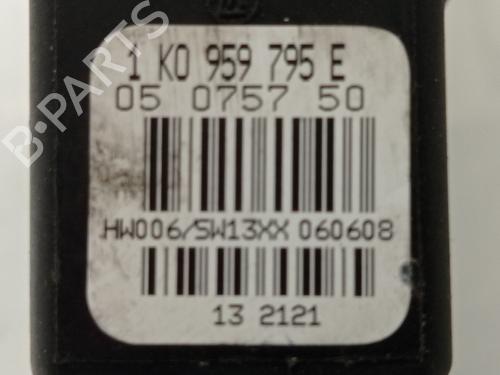 1 K0 959 795 E
05 0757 50
HW006/SW13XX 060608
13 2121
B-PARTS